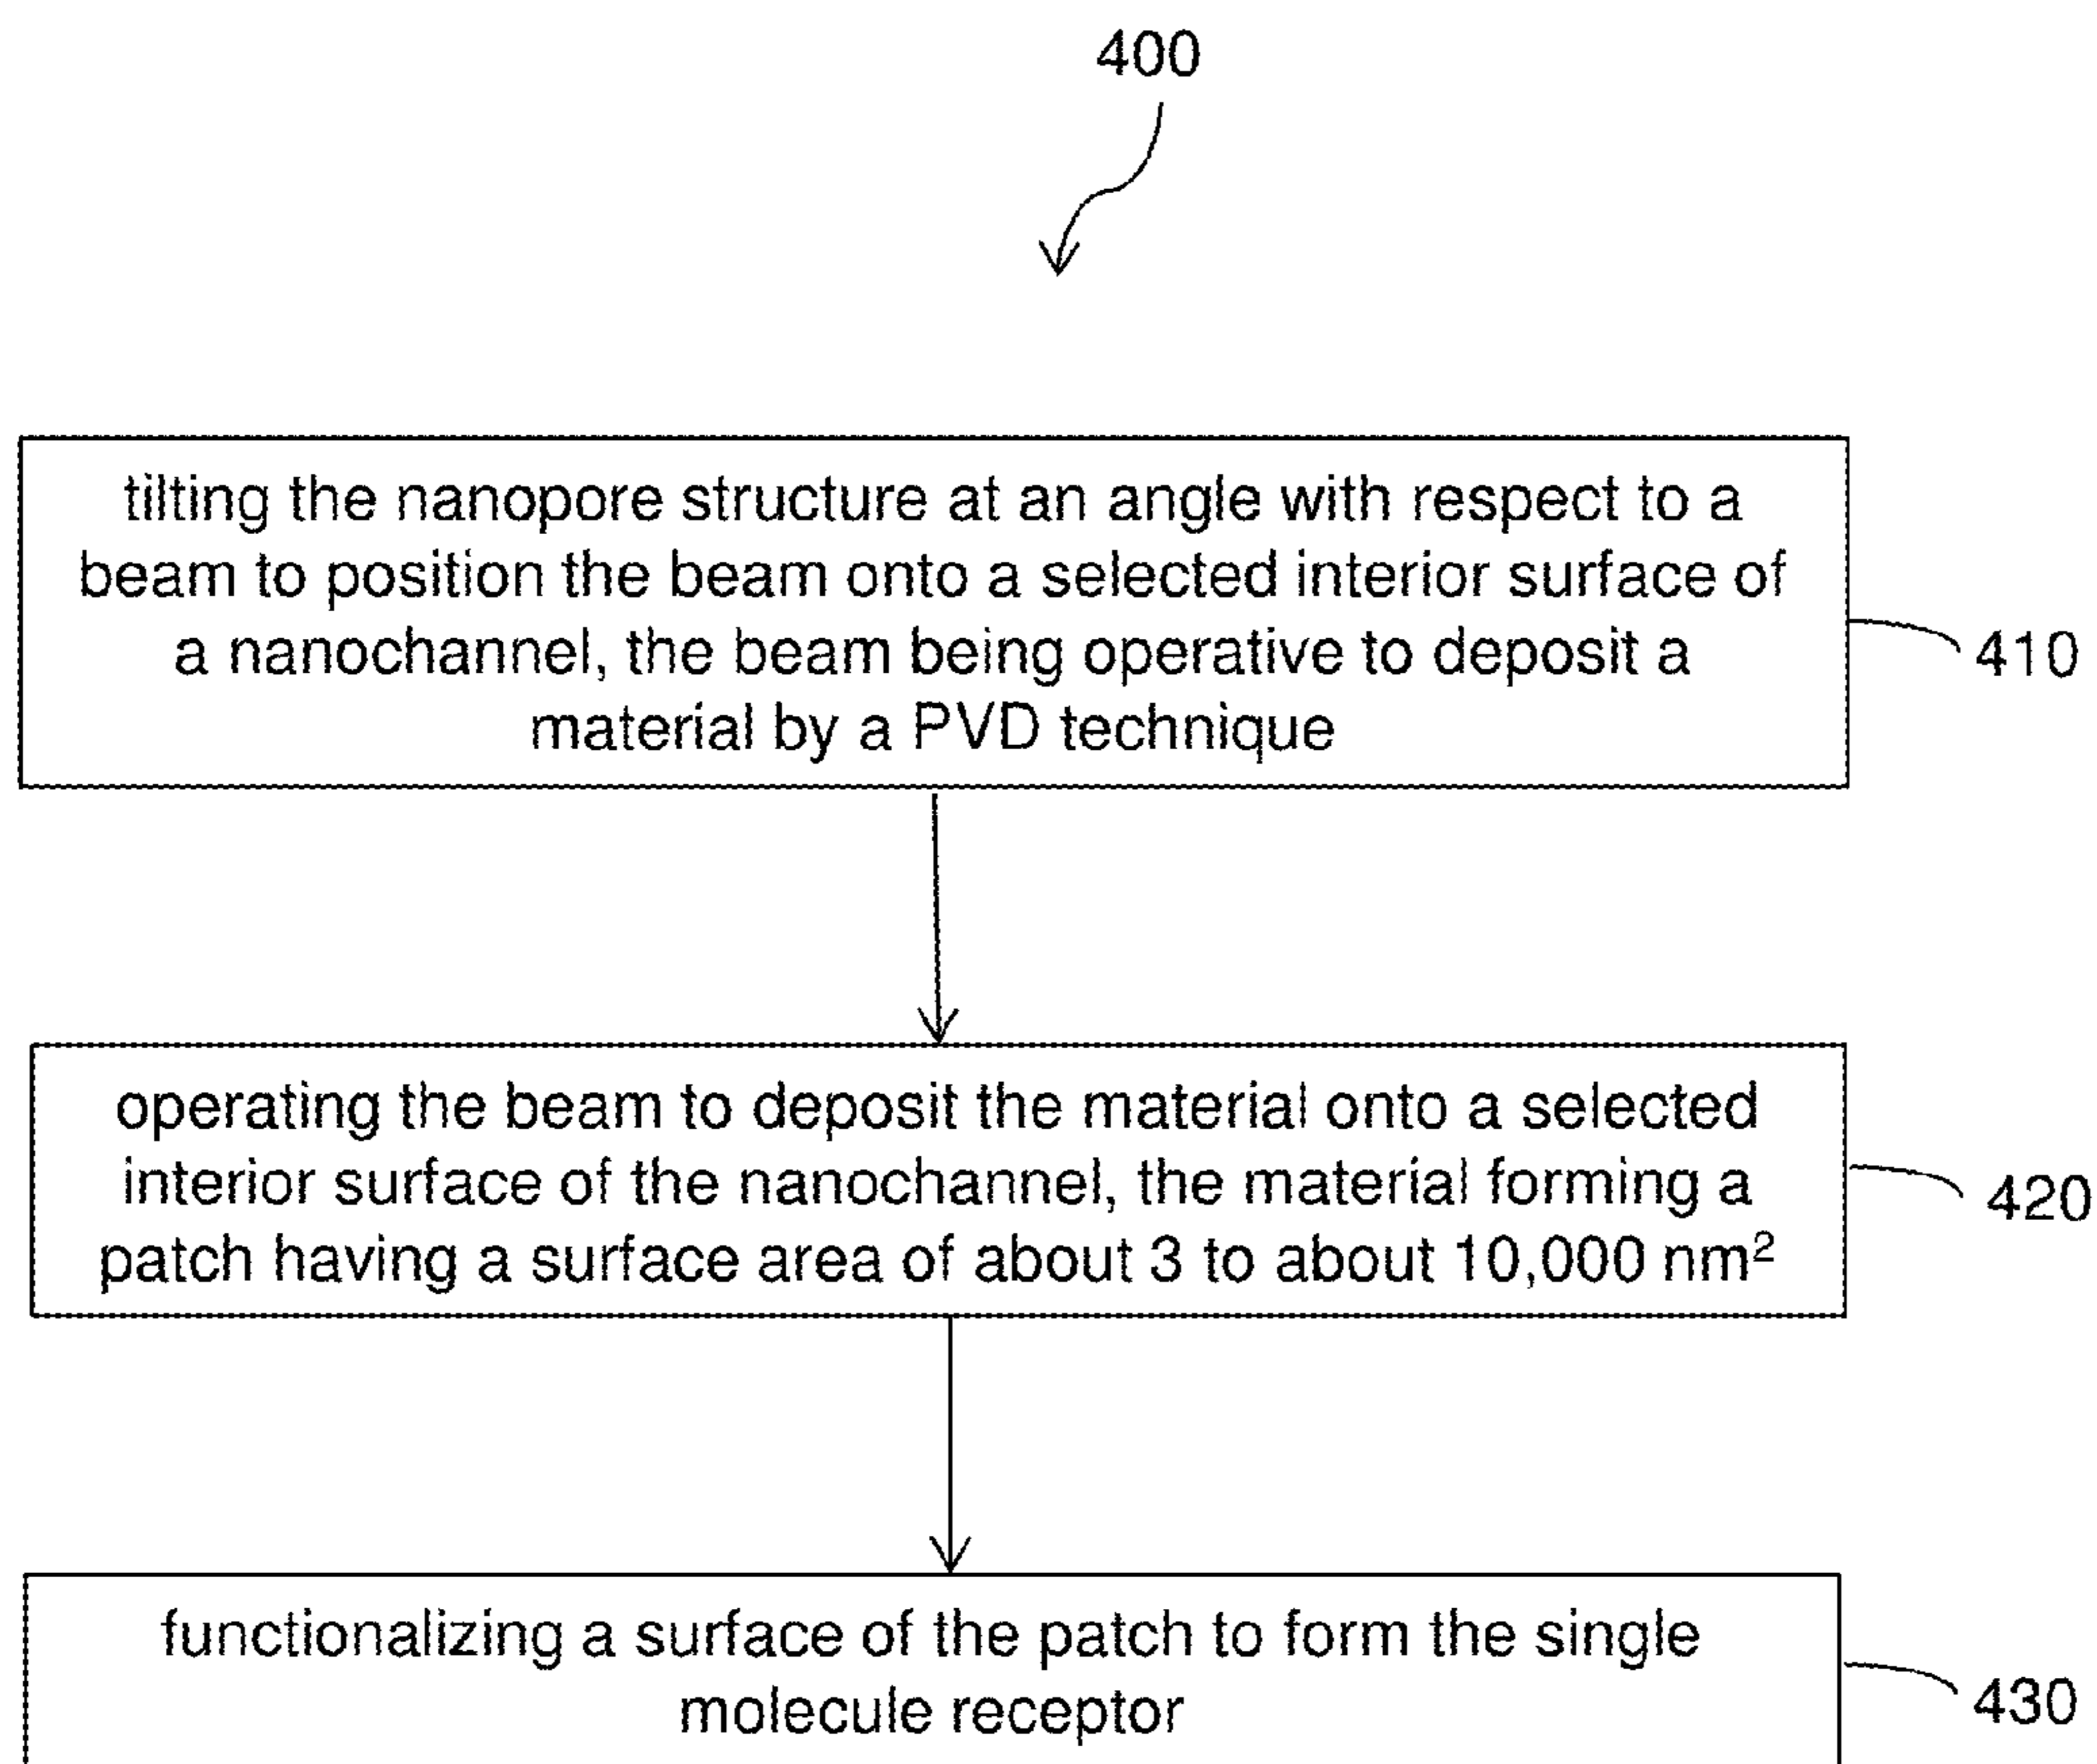 400
tilting the nanopore structure at an angle with respect to a
beam to position the beam onto a selected interior surface of
a nanochannel, the beam being operative to deposit a
material by a PVD technique
410
operating the beam to deposit the material onto a selected
interior surface of the nanochannel, the material forming a
patch having a surface area of about 3 to about 10,000 nm²
420
functionalizing a surface of the patch to form the single
molecule receptor
430